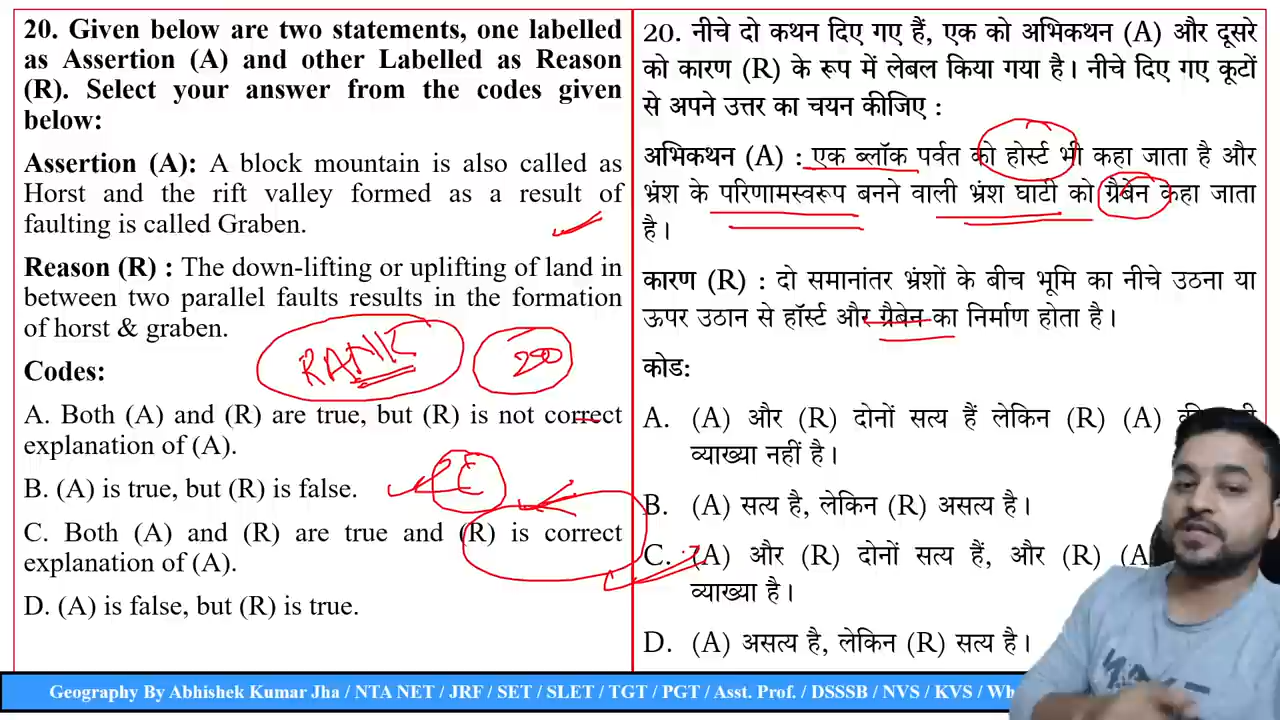 20. Given below are two statements, one labelled
as Assertion (A) and other Labelled as Reason
(R). Select your answer from the codes given
below:
Assertion (A): A block mountain is also called as
Horst and the rift valley formed as a result of
faulting is called Graben.
Reason (R) : The down-lifting or uplifting of land in
between two parallel faults results in the formation
of horst & graben.
RANK
250
Codes:
A. Both (A) and (R) are true, but (R) is not correct
explanation of (A).
B. (A) is true, but (R) is false.
C. Both (A) and (R) are true and (R) is correct
explanation of (A).
D. (A) is false, but (R) is true.
20. नीचे दो कथन दिए गए हैं, एक को अभिकथन (A) और दूसरे
को कारण (R) के रूप में लेबल किया गया है। नीचे दिए गए कूटों
से अपने उत्तर का चयन कीजिए :
अभिकथन (A) : एक ब्लॉक पर्वत को होर्स्ट भी कहा जाता है और
भ्रंश के परिणामस्वरूप बनने वाली भ्रंश घाटी को ग्रैबेन कहा जाता
है।
कारण (R) : दो समानांतर भ्रंशों के बीच भूमि का नीचे उठना या
ऊपर उठान से हॉर्स्ट और ग्रैबेन का निर्माण होता है।
कोड:
A. (A) और (R) दोनों सत्य हैं लेकिन (R) (A)
व्याख्या नहीं है।
B. (A) सत्य है, लेकिन (R) असत्य है।
C. (A) और (R) दोनों सत्य हैं, और (R)
व्याख्या है।
D. (A) असत्य है, लेकिन (R) सत्य है।
Geography By Abhishek Kumar Jha / NTA NET / JRF / SET / SLET / TGT / PGT / Asst. Prof. / DSSSB / NVS / KVS /